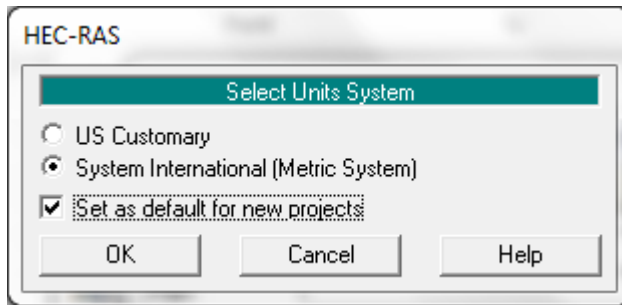 HEC-RAS
Select Units System
US Customary
System International (Metric System)
Set as default for new projects
OK Cancel Help